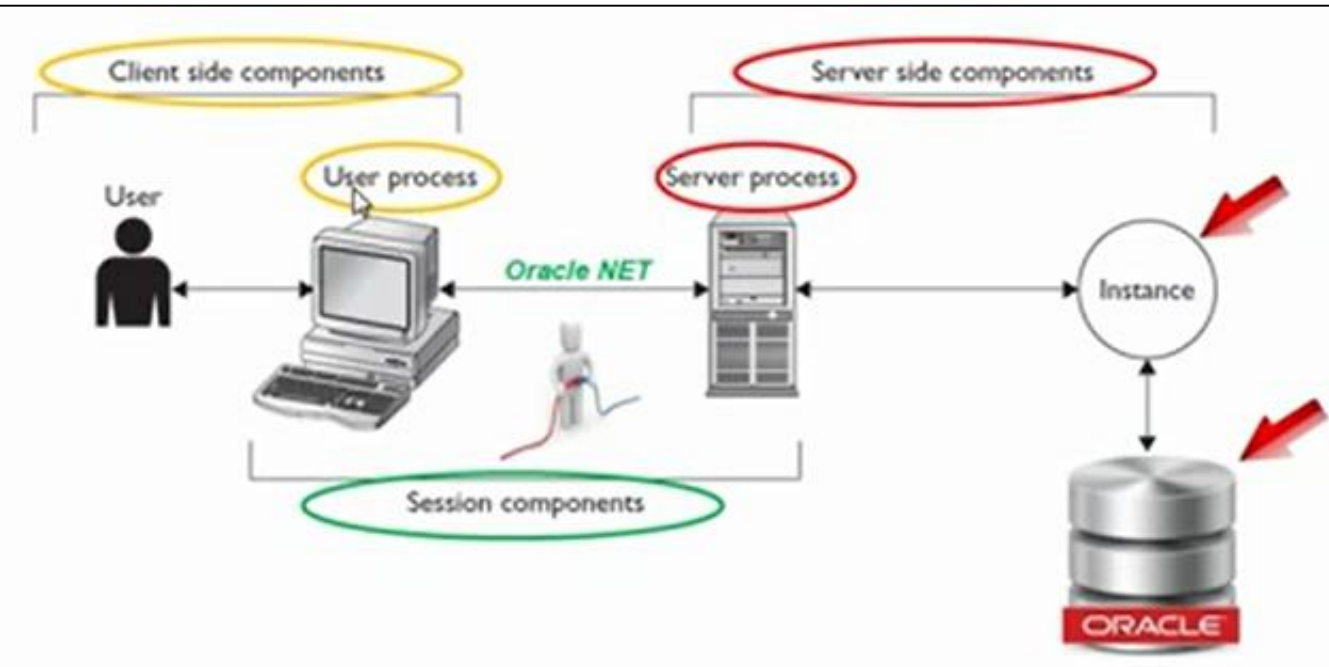 Client side components
Server side components
User process
Server process
User
Oracle NET
Instance
Session components
ORACLE